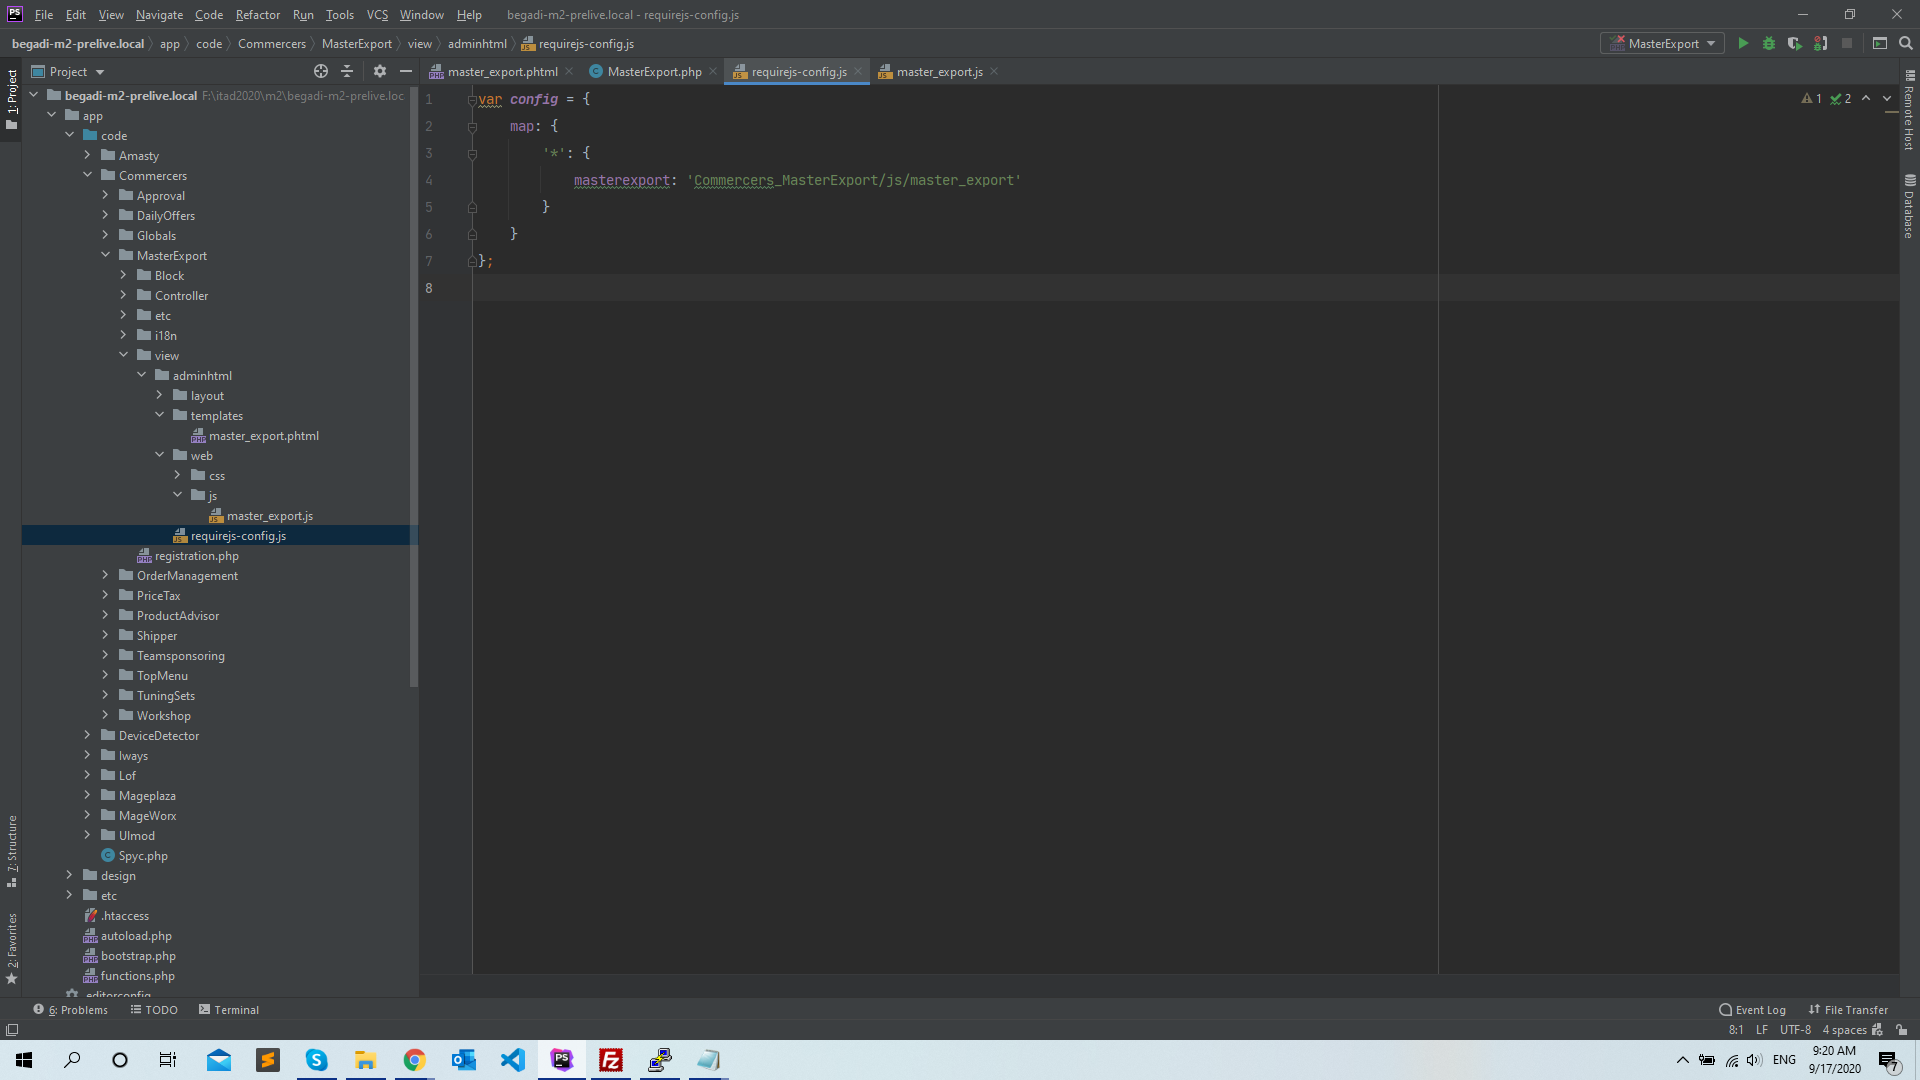 PS File Edit View Navigate Code Refactor Run Tools VCS Window Help begadi-m2-prelive.local - requirejs-config.js
begadi-m2-prelive.local app code Commercers MasterExport view adminhtml requirejs-config.js MasterExport
Project
master_export.phtml MasterExport.php requirejs-config.js master_export.js
1: Project
begadi-m2-prelive.local F:\itad2020\m2\begadi-m2-prelive.loc
app
code
Amasty
Commercers
Approval
DailyOffers
Globals
MasterExport
Block
Controller
etc
i18n
view
adminhtml
layout
templates
master_export.phtml
web
css
js
master_export.js
requirejs-config.js
registration.php
OrderManagement
PriceTax
ProductAdvisor
Shipper
Teamsponsoring
TopMenu
TuningSets
Workshop
DeviceDetector
Iways
Lof
Mageplaza
MageWorx
Ulmod
Spyc.php
design
etc
.htaccess
autoload.php
bootstrap.php
functions.php
.editorconfig
7: Structure
2: Favorites
1 var config = {
2 map: {
3 '*': {
4 masterexport: 'Commercers_MasterExport/js/master_export'
5 }
6 }
7 };
8
1 2
Remote Host
Database
6: Problems TODO Terminal Event Log File Transfer
8:1 LF UTF-8 4 spaces
ENG 9:20 AM
9/17/2020 7